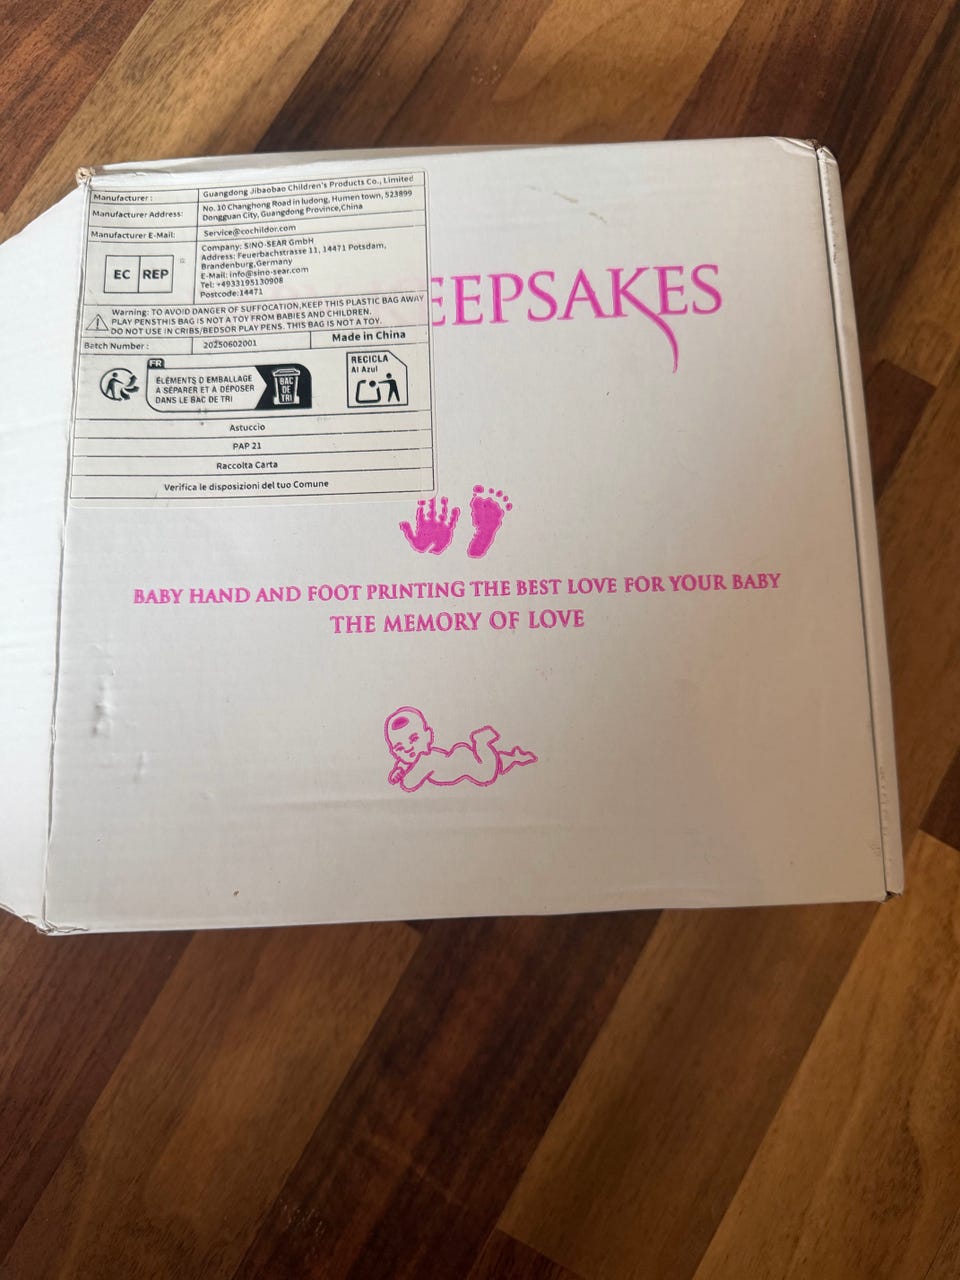 Manufacturer :
Guangdong Jibaobao Children's Products Co., Limited
Manufacturer Address:
No. 10 Changhong Road in ludong, Humen town, 523899
Dongguan City, Guangdong Province,China
Manufacturer E-Mail:
Service@cochildor.com
EC REP
Company: SINO-SEAR GmbH
Address: Feuerbachstrasse 11, 14471 Potsdam,
Brandenburg,Germany
E-Mail: info@sino-sear.com
Tel: +4933195130908
Postcode:14471
Warning: TO AVOID DANGER OF SUFFOCATION,KEEP THIS PLASTIC BAG AWAY
PLAY PENSTHIS BAG IS NOT A TOY FROM BABIES AND CHILDREN.
DO NOT USE IN CRIBS/BEDSOR PLAY PENS. THIS BAG IS NOT A TOY.
Batch Number :
20250602001
Made in China
FR
ÉLÉMENTS D'EMBALLAGE
À SÉPARER ET À DÉPOSER
DANS LE BAC DE TRI
BAC
DE
TRI
RECICLA
Al Azul
Astuccio
PAP 21
Raccolta Carta
Verifica le disposizioni del tuo Comune
EEPSAKES
BABY HAND AND FOOT PRINTING THE BEST LOVE FOR YOUR BABY
THE MEMORY OF LOVE